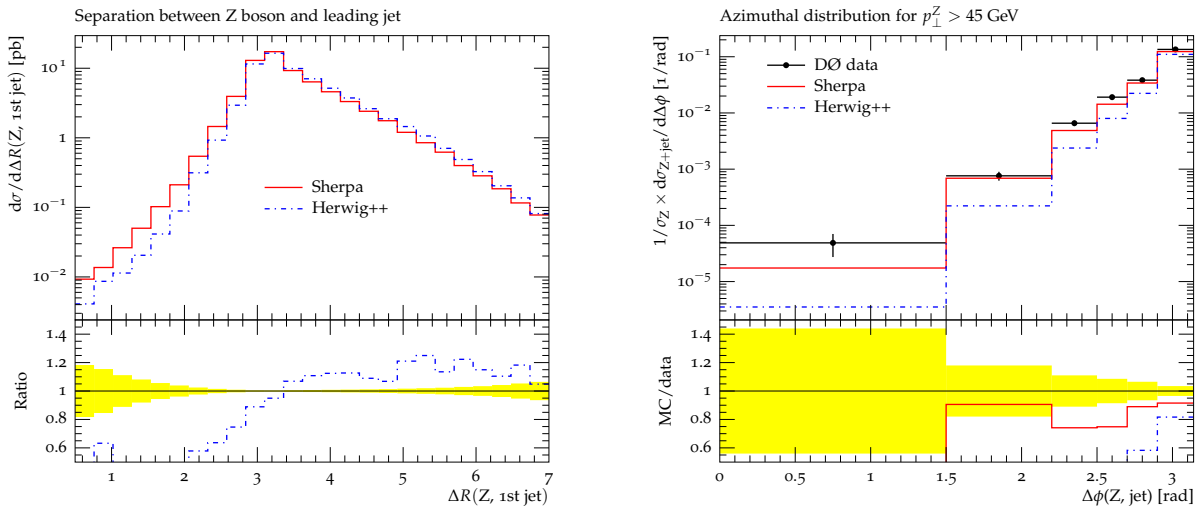 Separation between Z boson and leading jet
dσ/dΔR(Z, 1st jet) [pb]
10¹
1
10⁻¹
10⁻²
Sherpa
Herwig++
Ratio
1.4
1.2
1
0.8
0.6
1 2 3 4 5 6 7
ΔR(Z, 1st jet)
Azimuthal distribution for p⊥^Z > 45 GeV
1/σZ × dσZ+jet/dΔϕ [1/rad]
10⁻¹
10⁻²
10⁻³
10⁻⁴
10⁻⁵
DØ data
Sherpa
Herwig++
MC/data
1.4
1.2
1
0.8
0.6
0 0.5 1 1.5 2 2.5 3
Δϕ(Z, jet) [rad]